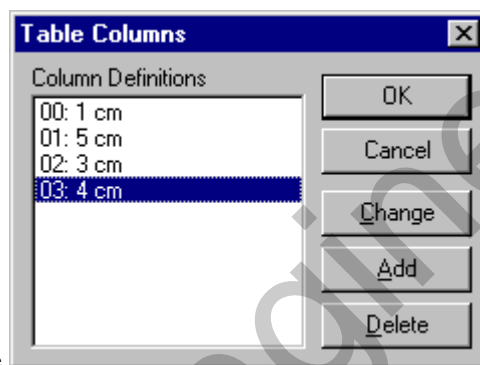 Table Columns
Column Definitions
00: 1 cm
01: 5 cm
02: 3 cm
03: 4 cm
OK
Cancel
Change
Add
Delete